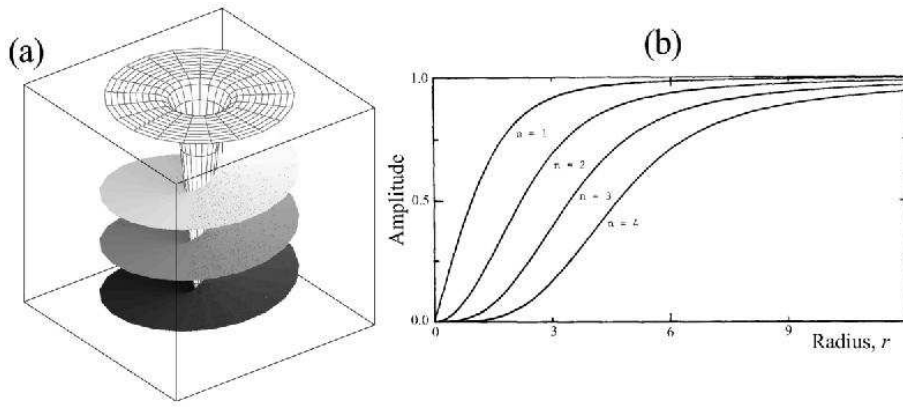 (a)
(b)
Amplitude
1.0
0.5
0.0
n = 1
n = 2
n = 3
n = 4
0
3
6
9
Radius, r